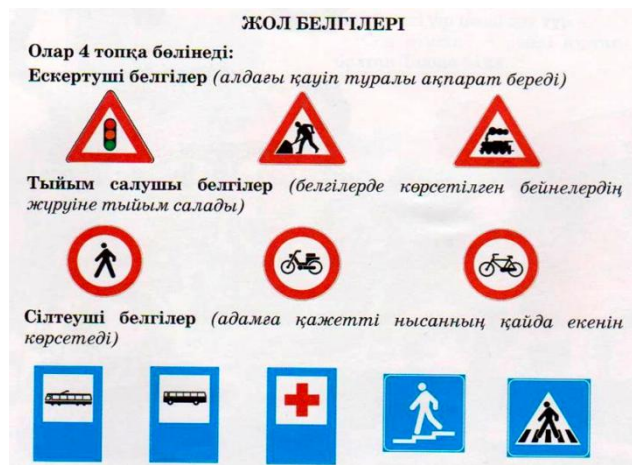 ЖОЛ БЕЛГІЛЕРІ
Олар 4 топқа бөлінеді:
Ескертуші белгілер (алдағы қауіп туралы ақпарат береді)
Тыйым салушы белгілер (белгілерде көрсетілген бейнелердің
жүруіне тыйым салады)
Сілтеуші белгілер (адамға қажетті нысанның қайда екенін
көрсетеді)